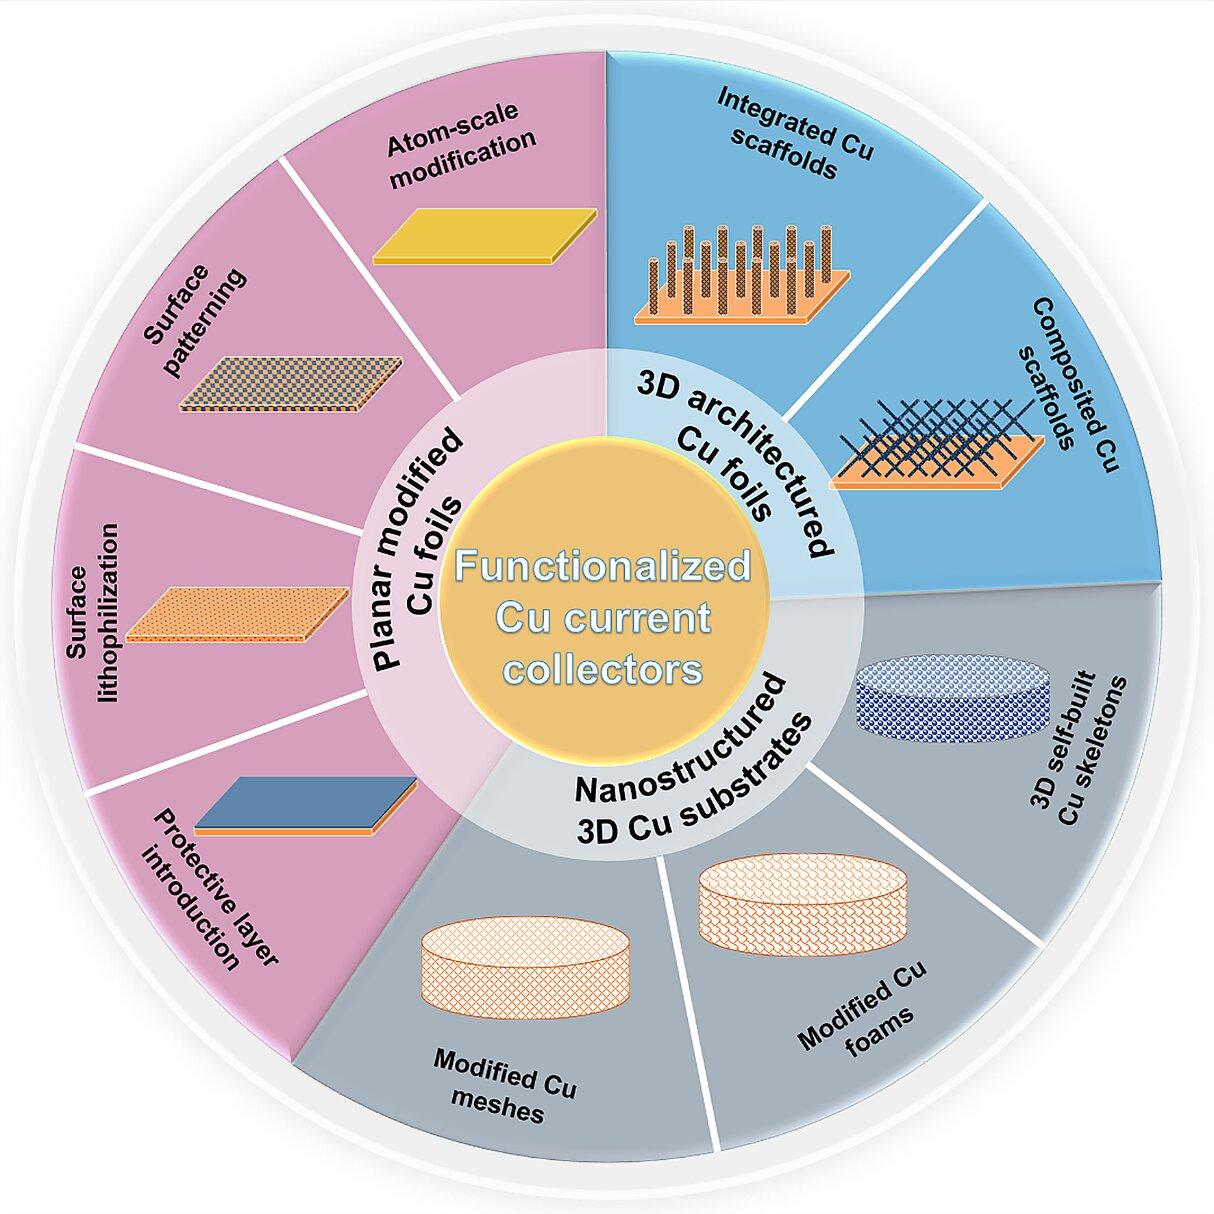 Functionalized
Cu current
collectors
3D architectured
Cu foils
Integrated Cu
scaffolds
Composited Cu
scaffolds
Nanostructured
3D Cu substrates
3D self-built
Cu skeletons
Modified Cu
foams
Modified Cu
meshes
Planar modified
Cu foils
Protective layer
introduction
Surface
lithophilization
Surface
patterning
Atom-scale
modification